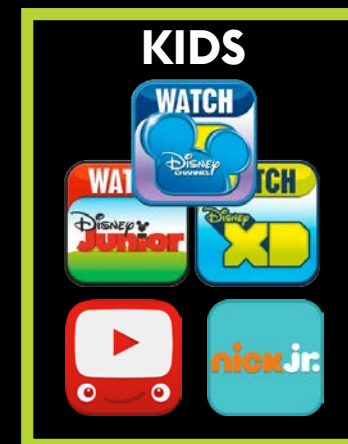 KIDS
WATCH
Disney
CHANNEL
WAT
TCH
Disney
Junior
Disney
XD
nick jr.